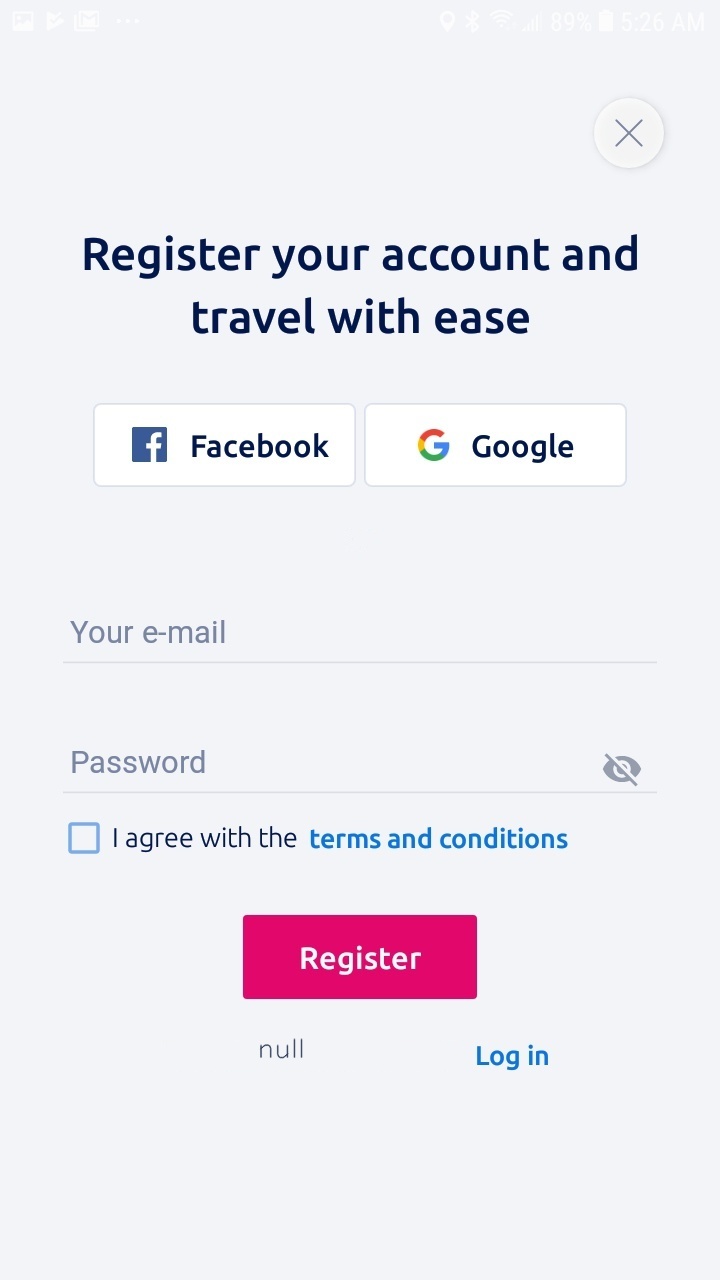 89% 5:26 AM
Register your account and
travel with ease
Facebook Google
Your e-mail
Password
I agree with the terms and conditions
Register
null Log in